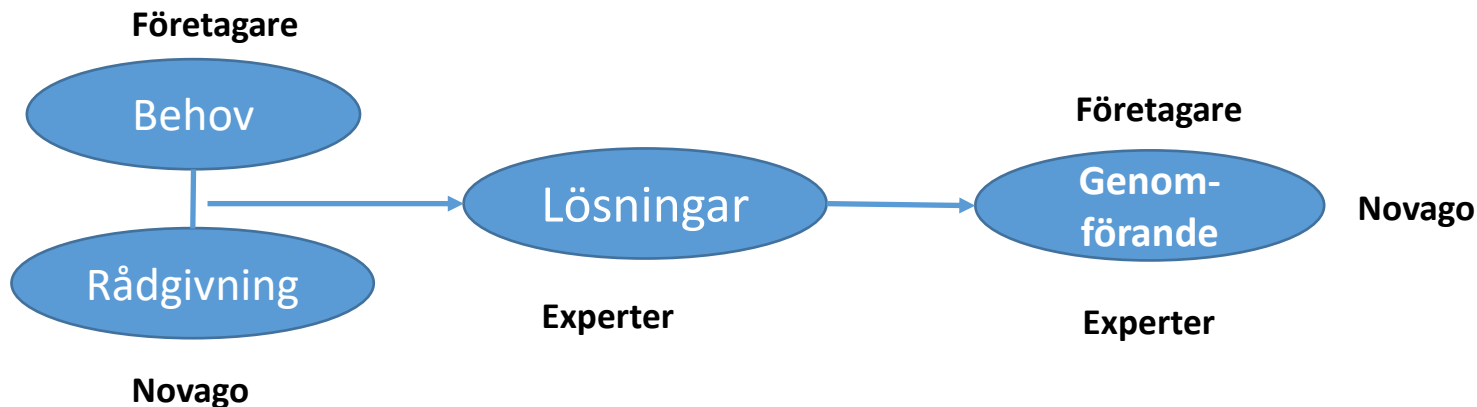 Företagare
Behov
Rådgivning
Novago
Lösningar
Experter
Företagare
Genom-
förande
Novago
Experter